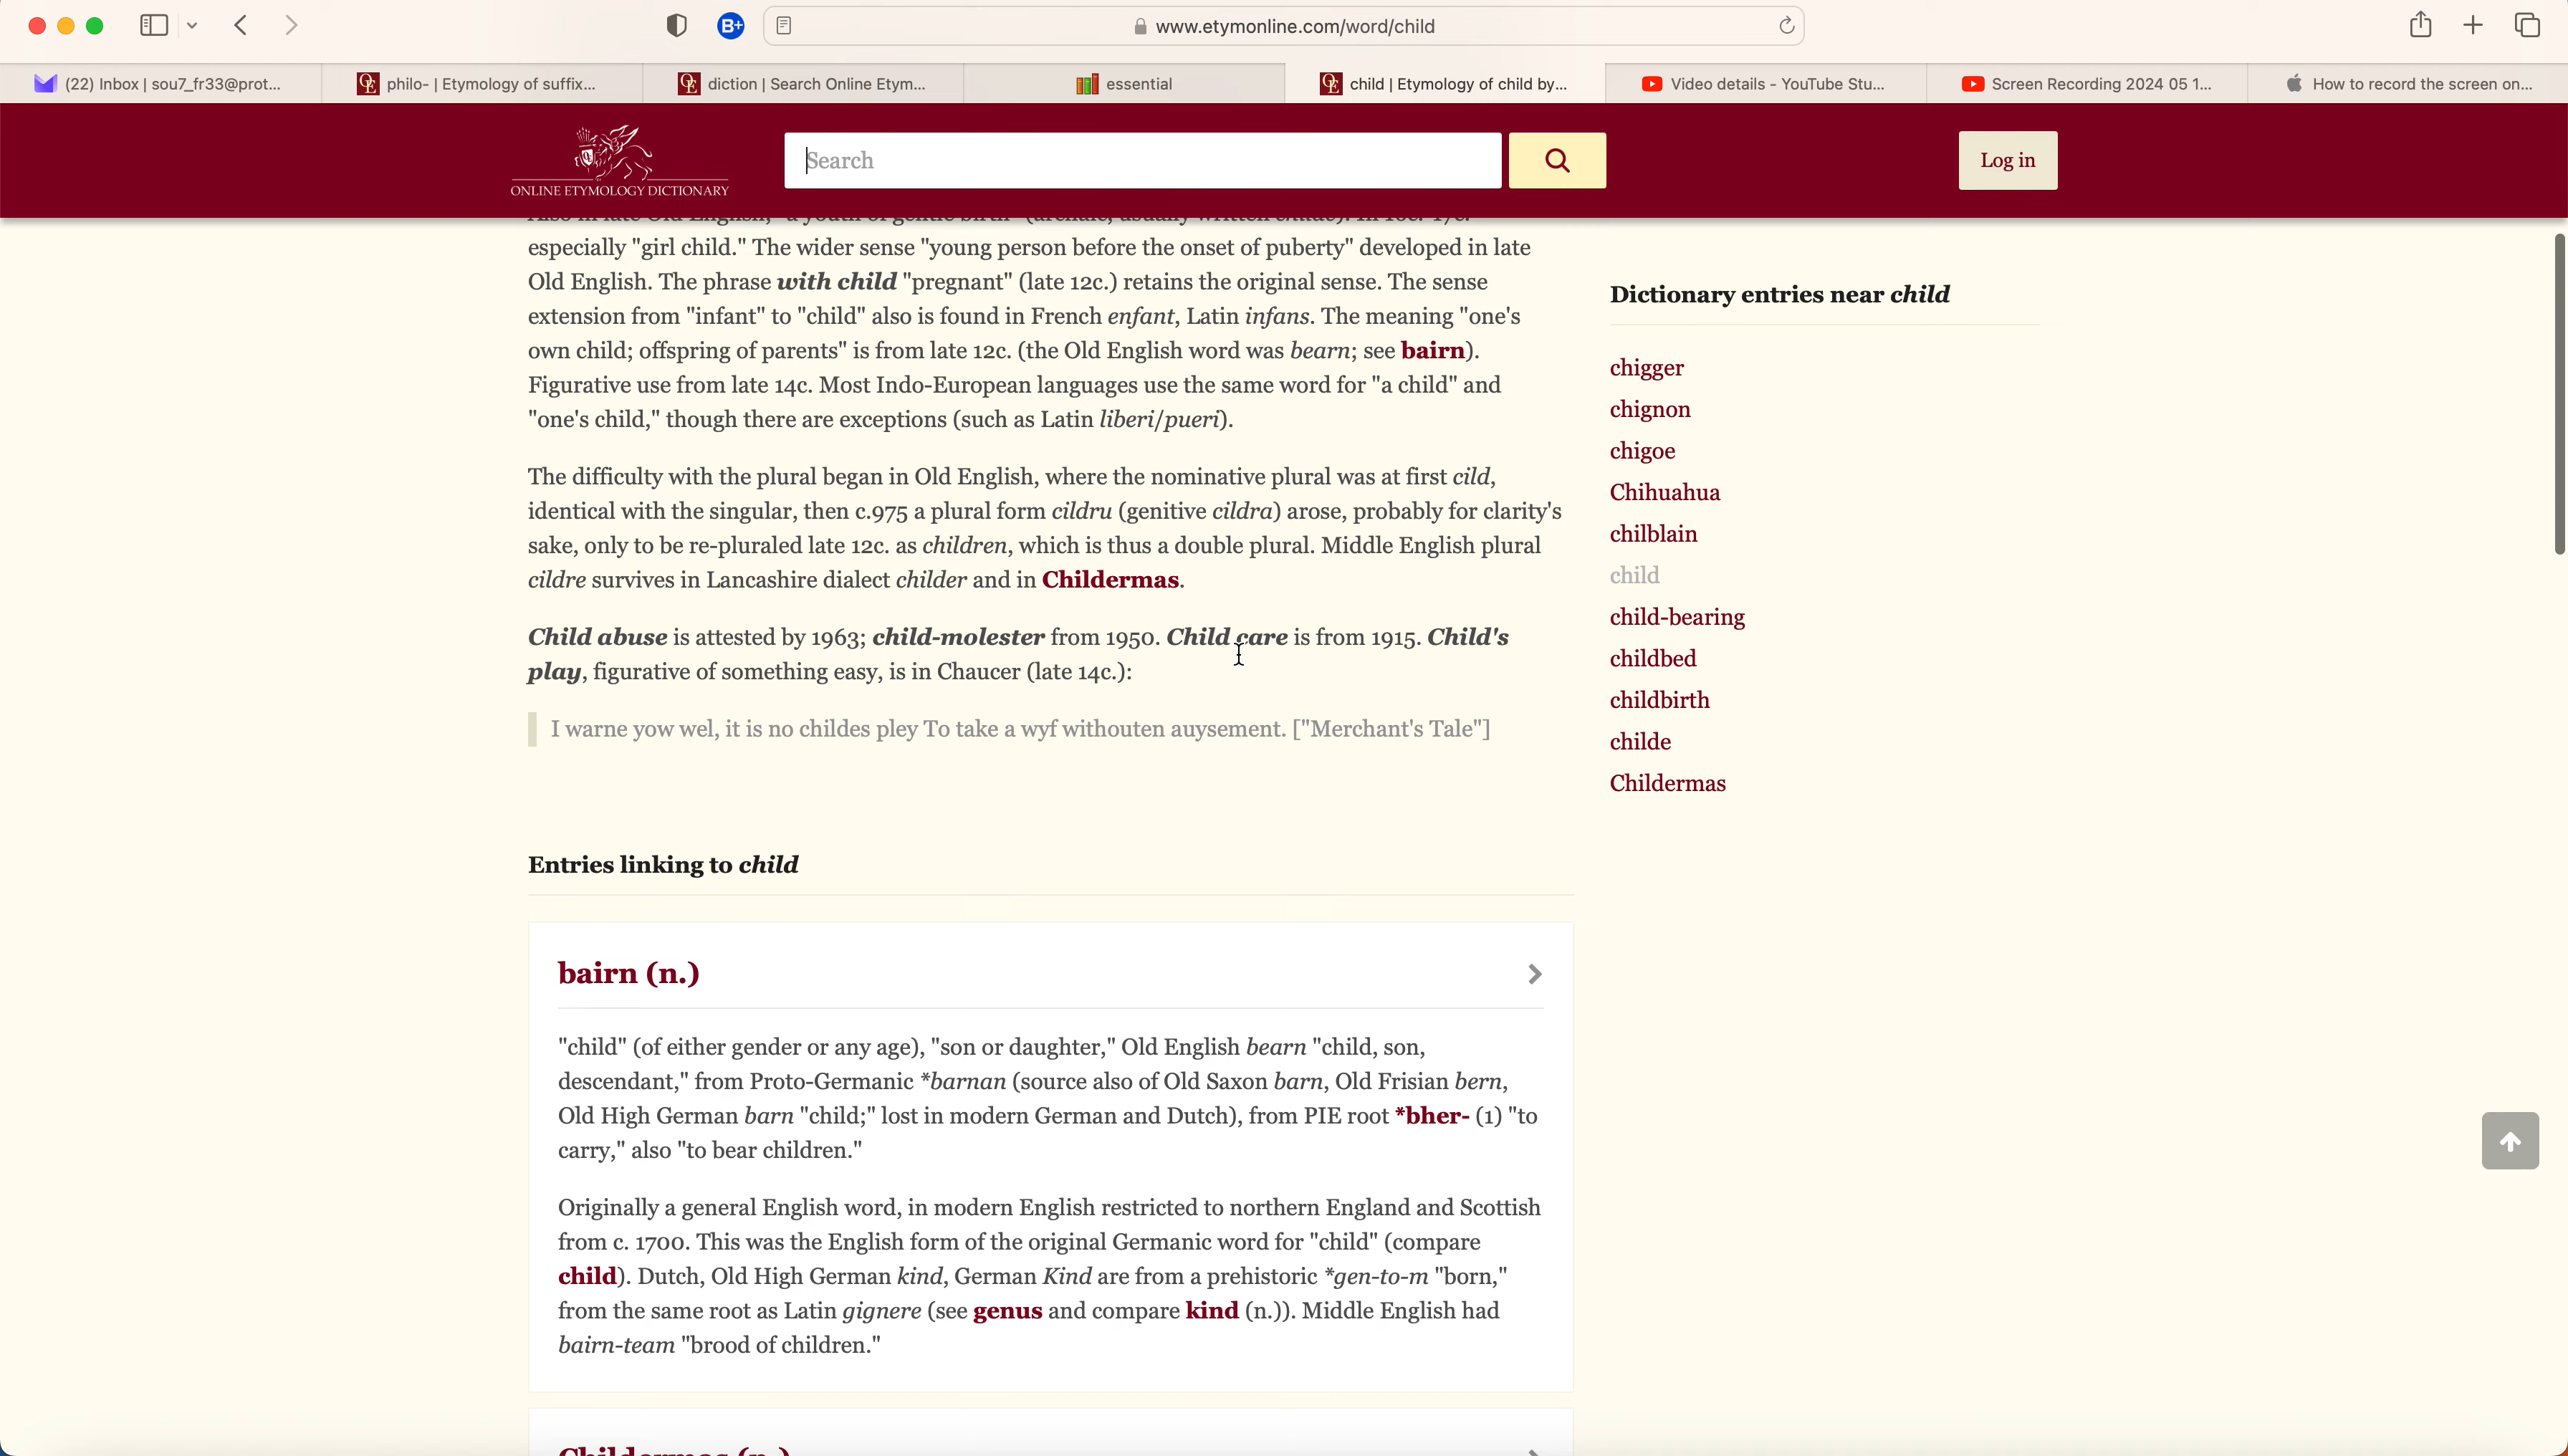 www.etymonline.com/word/child
(22) Inbox | sou7_fr33@prot...
philo- | Etymology of suffix...
diction | Search Online Etym...
essential
child | Etymology of child by...
Video details - YouTube Stu...
Screen Recording 2024 05 1...
How to record the screen on...
ONLINE ETYMOLOGY DICTIONARY
Search
Log in
especially "girl child." The wider sense "young person before the onset of puberty" developed in late
Old English. The phrase with child "pregnant" (late 12c.) retains the original sense. The sense
extension from "infant" to "child" also is found in French enfant, Latin infans. The meaning "one's
own child; offspring of parents" is from late 12c. (the Old English word was bearn; see bairn).
Figurative use from late 14c. Most Indo-European languages use the same word for "a child" and
"one's child," though there are exceptions (such as Latin liberi/pueri).
The difficulty with the plural began in Old English, where the nominative plural was at first cild,
identical with the singular, then c.975 a plural form cildru (genitive cildra) arose, probably for clarity's
sake, only to be re-pluraled late 12c. as children, which is thus a double plural. Middle English plural
cildre survives in Lancashire dialect childer and in Childermas.
Child abuse is attested by 1963; child-molester from 1950. Child care is from 1915. Child's
play, figurative of something easy, is in Chaucer (late 14c.):
I warne yow wel, it is no childes pley To take a wyf withouten auysement. ["Merchant's Tale"]
Entries linking to child
bairn (n.)
"child" (of either gender or any age), "son or daughter," Old English bearn "child, son,
descendant," from Proto-Germanic *barnan (source also of Old Saxon barn, Old Frisian bern,
Old High German barn "child;" lost in modern German and Dutch), from PIE root *bher- (1) "to
carry," also "to bear children."
Originally a general English word, in modern English restricted to northern England and Scottish
from c. 1700. This was the English form of the original Germanic word for "child" (compare
child). Dutch, Old High German kind, German Kind are from a prehistoric *gen-to-m "born,"
from the same root as Latin gignere (see genus and compare kind (n.)). Middle English had
bairn-team "brood of children."
Dictionary entries near child
chigger
chignon
chigoe
Chihuahua
chilblain
child
child-bearing
childbed
childbirth
childe
Childermas